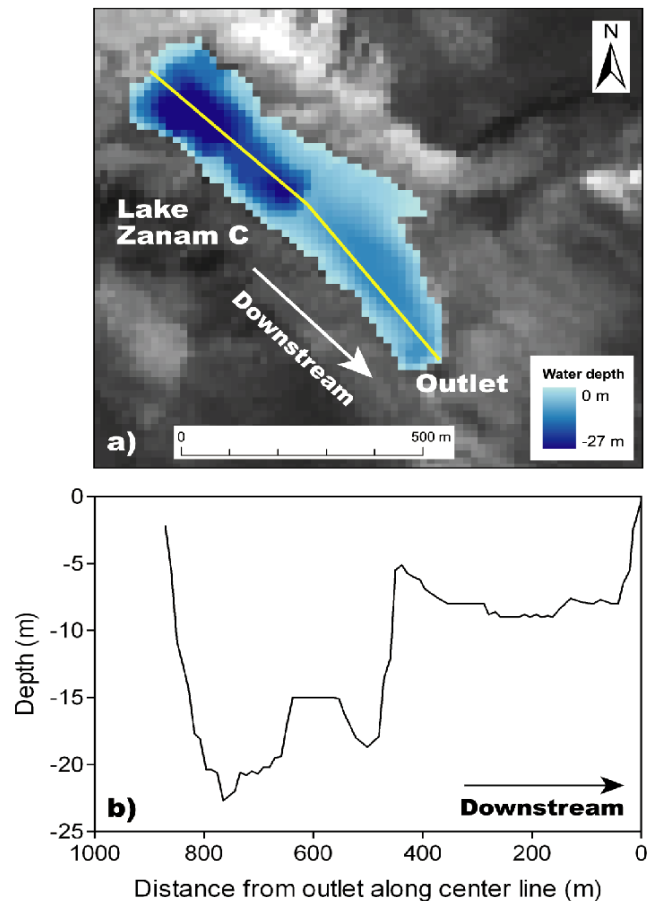 N
Lake
Zanam C
Downstream
Outlet
Water depth
0 m
-27 m
a)
0
500 m
0
-5
-10
-15
-20
-25
Depth (m)
b)
Downstream
1000
800
600
400
200
0
Distance from outlet along center line (m)